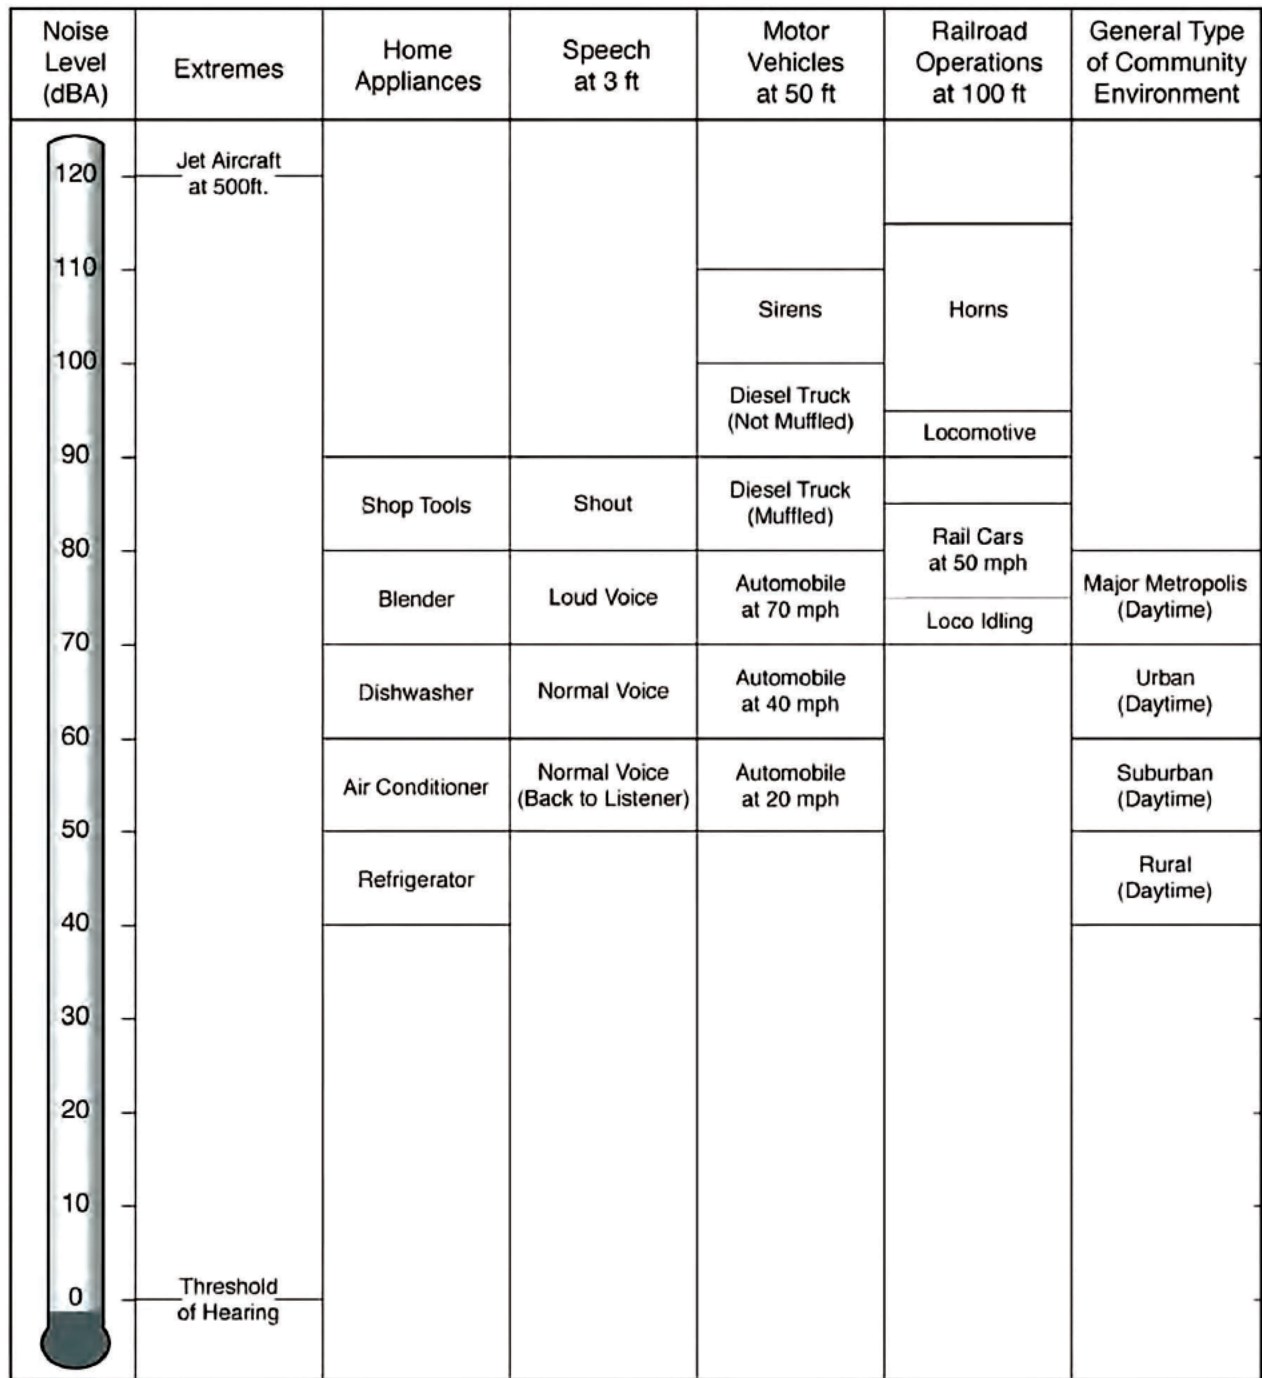 Noise
Level
(dBA)
Extremes
Home
Appliances
Speech
at 3 ft
Motor
Vehicles
at 50 ft
Railroad
Operations
at 100 ft
General Type
of Community
Environment
120
Jet Aircraft
at 500ft.
110
Sirens
Horns
100
Diesel Truck
(Not Muffled)
Locomotive
90
Shop Tools
Shout
Diesel Truck
(Muffled)
Rail Cars
at 50 mph
80
Blender
Loud Voice
Automobile
at 70 mph
Loco Idling
Major Metropolis
(Daytime)
70
Dishwasher
Normal Voice
Automobile
at 40 mph
Urban
(Daytime)
60
Air Conditioner
Normal Voice
(Back to Listener)
Automobile
at 20 mph
Suburban
(Daytime)
50
Refrigerator
Rural
(Daytime)
40
30
20
10
0
Threshold
of Hearing